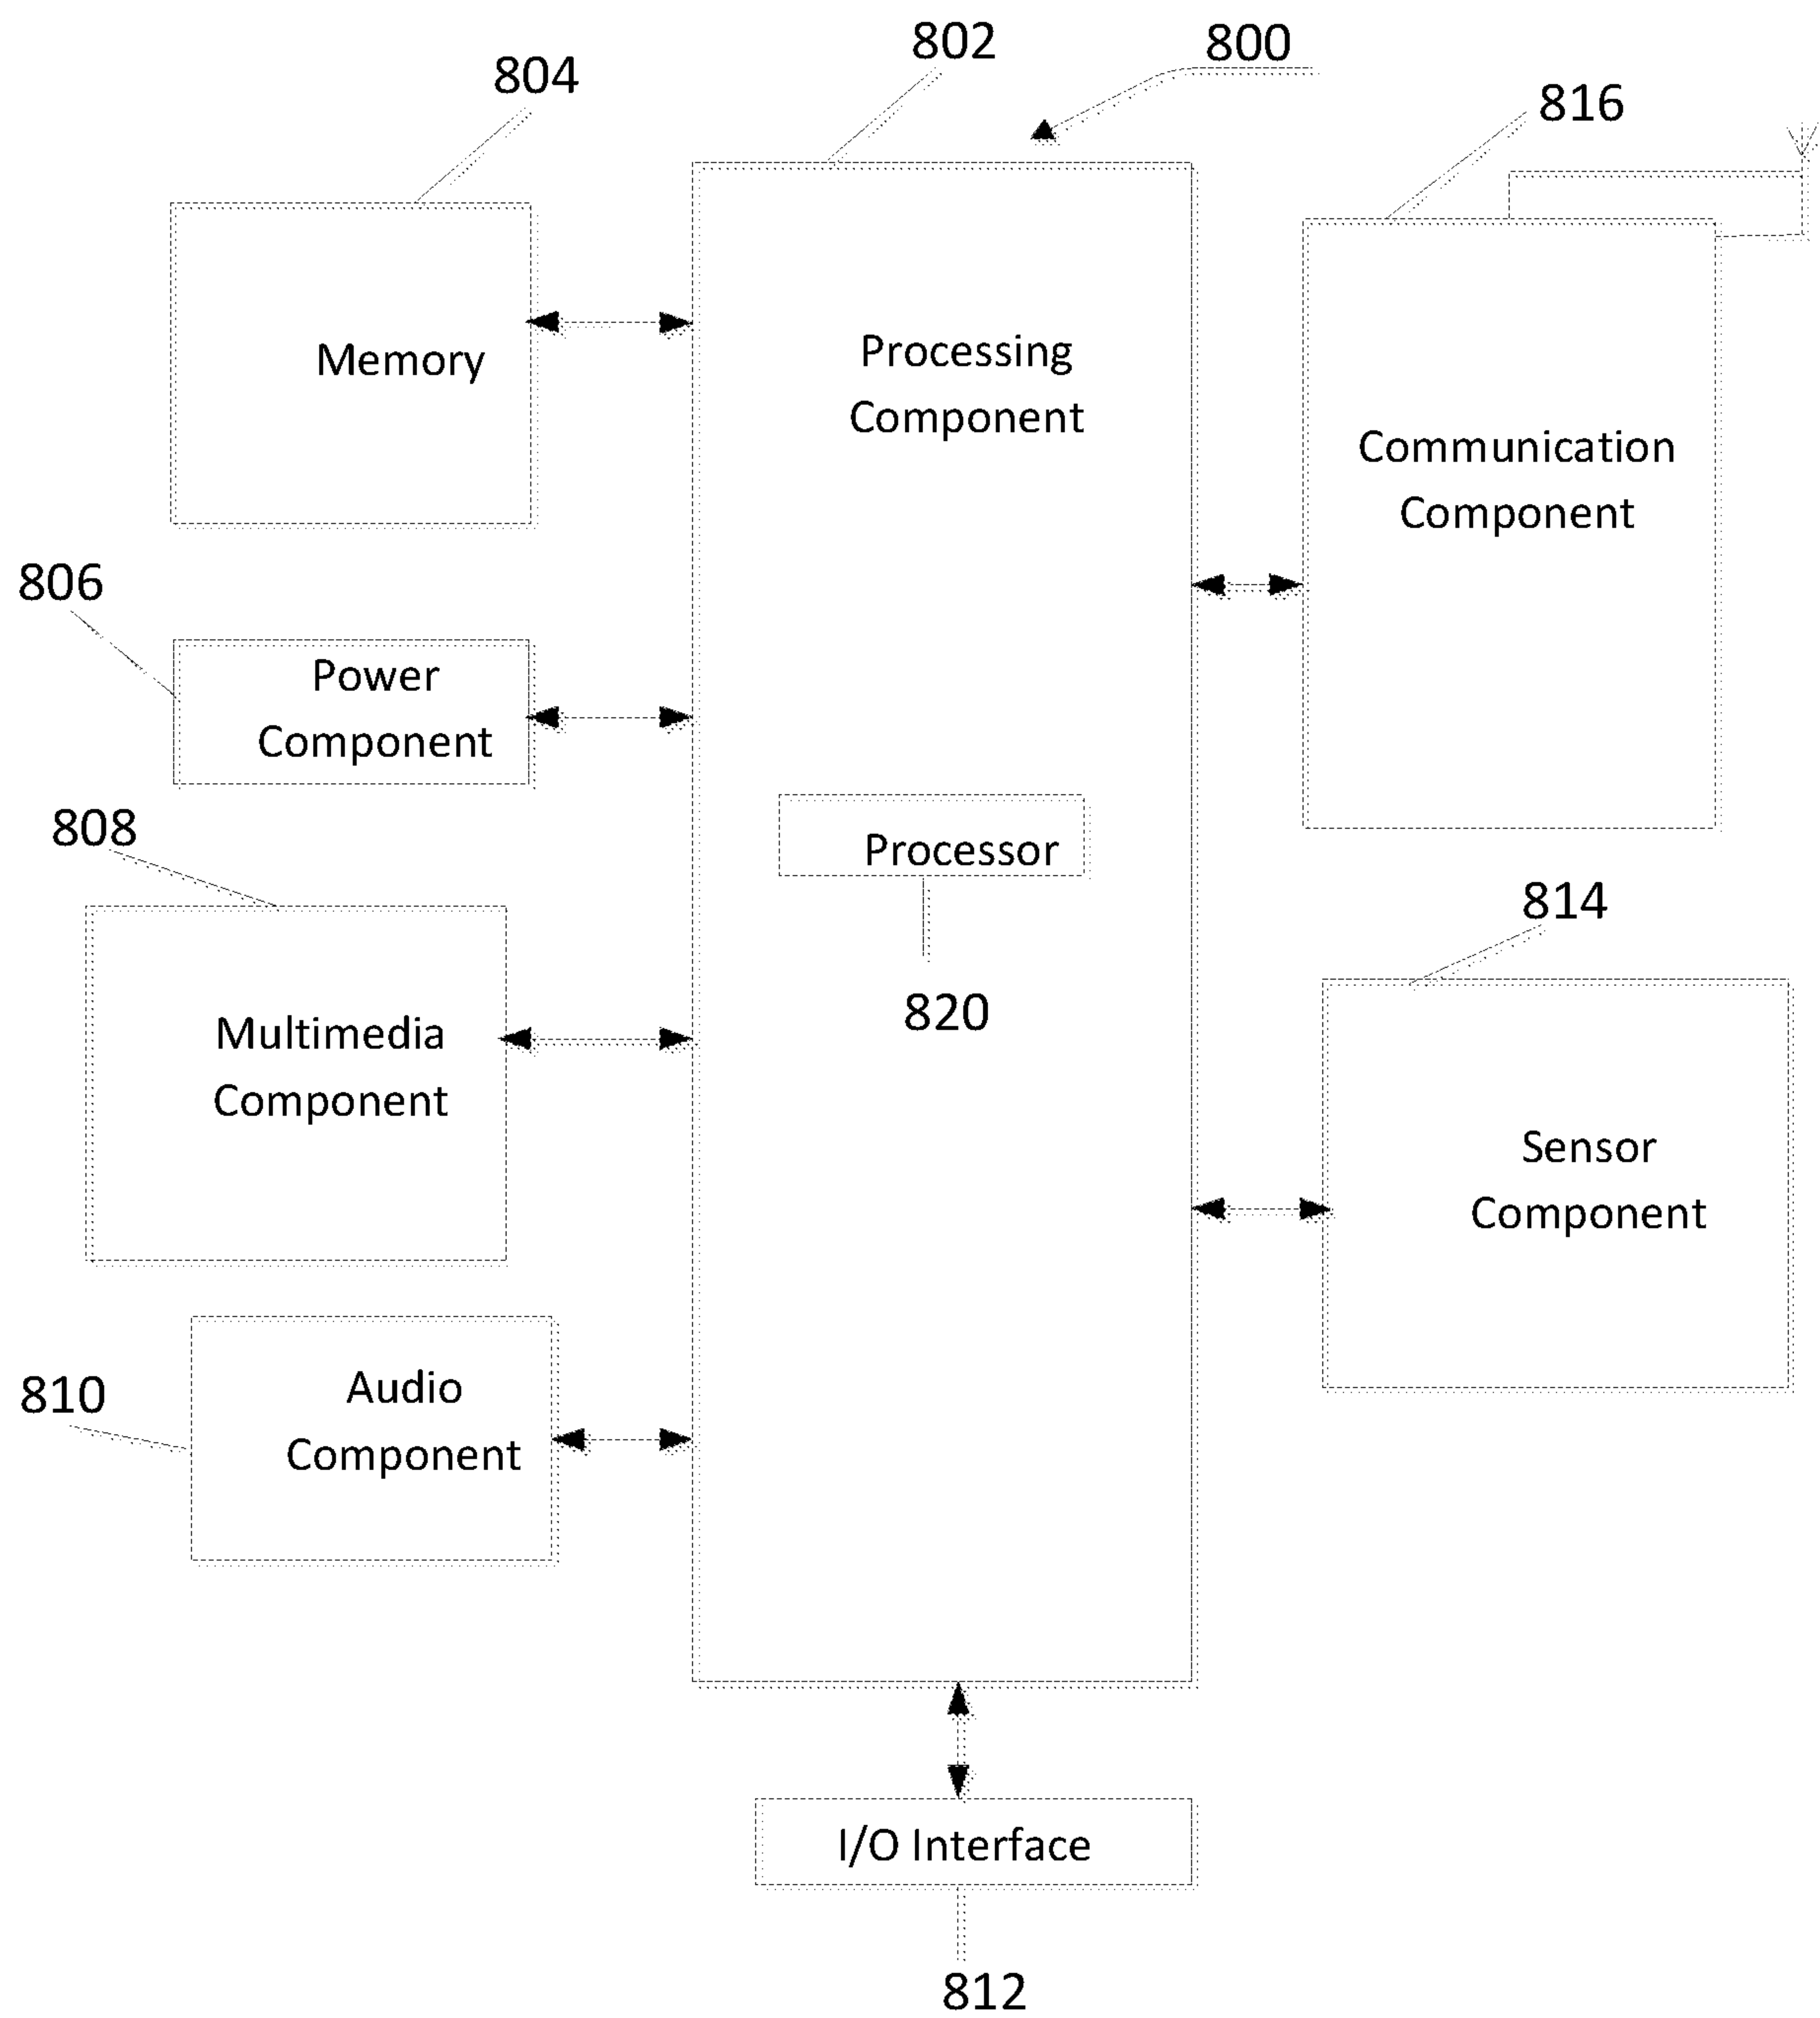 802
800
804
816
Memory
Processing
Component
Communication
Component
806
Power
Component
808
Processor
814
820
Multimedia
Component
Sensor
Component
810
Audio
Component
I/O Interface
812